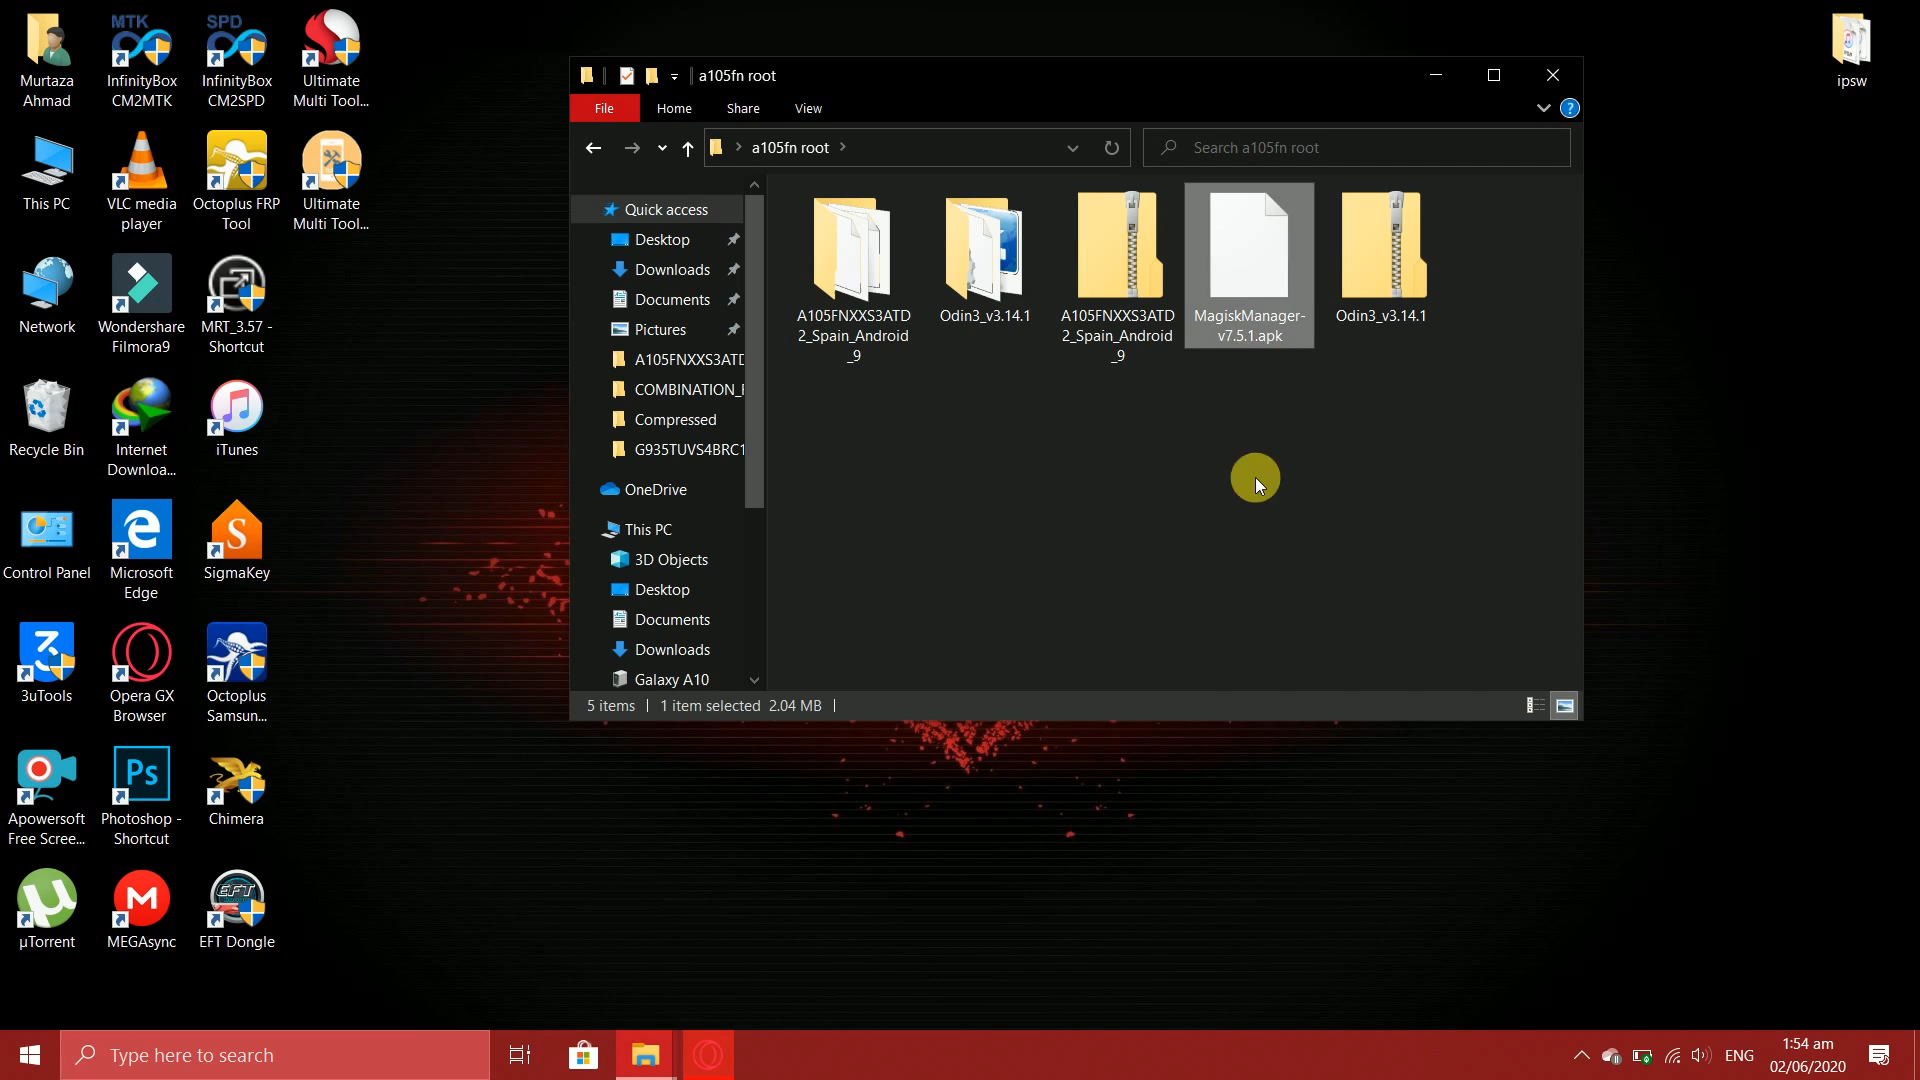 Murtaza
Ahmad
MTK
InfinityBox
CM2MTK
SPD
InfinityBox
CM2SPD
Ultimate
Multi Tool...
This PC
VLC media
player
Octoplus FRP
Tool
Ultimate
Multi Tool...
Network
Wondershare
Filmora9
MRT_3.57 -
Shortcut
Recycle Bin
Internet
Downloa...
iTunes
Control Panel
Microsoft
Edge
S
SigmaKey
3uTools
Opera GX
Browser
Octoplus
Samsun...
Apowersoft
Free Scree...
Ps
Photoshop -
Shortcut
Chimera
µTorrent
M
MEGAsync
EFT
EFT Dongle
ipsw
a105fn root
File
Home
Share
View
?
a105fn root
Search a105fn root
Quick access
Desktop
Downloads
Documents
Pictures
A105FNXXS3ATD
COMBINATION_F
Compressed
G935TUVS4BRC1
OneDrive
This PC
3D Objects
Desktop
Documents
Downloads
Galaxy A10
A105FNXXS3ATD
2_Spain_Android
_9
Odin3_v3.14.1
A105FNXXS3ATD
2_Spain_Android
_9
MagiskManager-
v7.5.1.apk
Odin3_v3.14.1
5 items
1 item selected 2.04 MB
Type here to search
ENG
1:54 am
02/06/2020